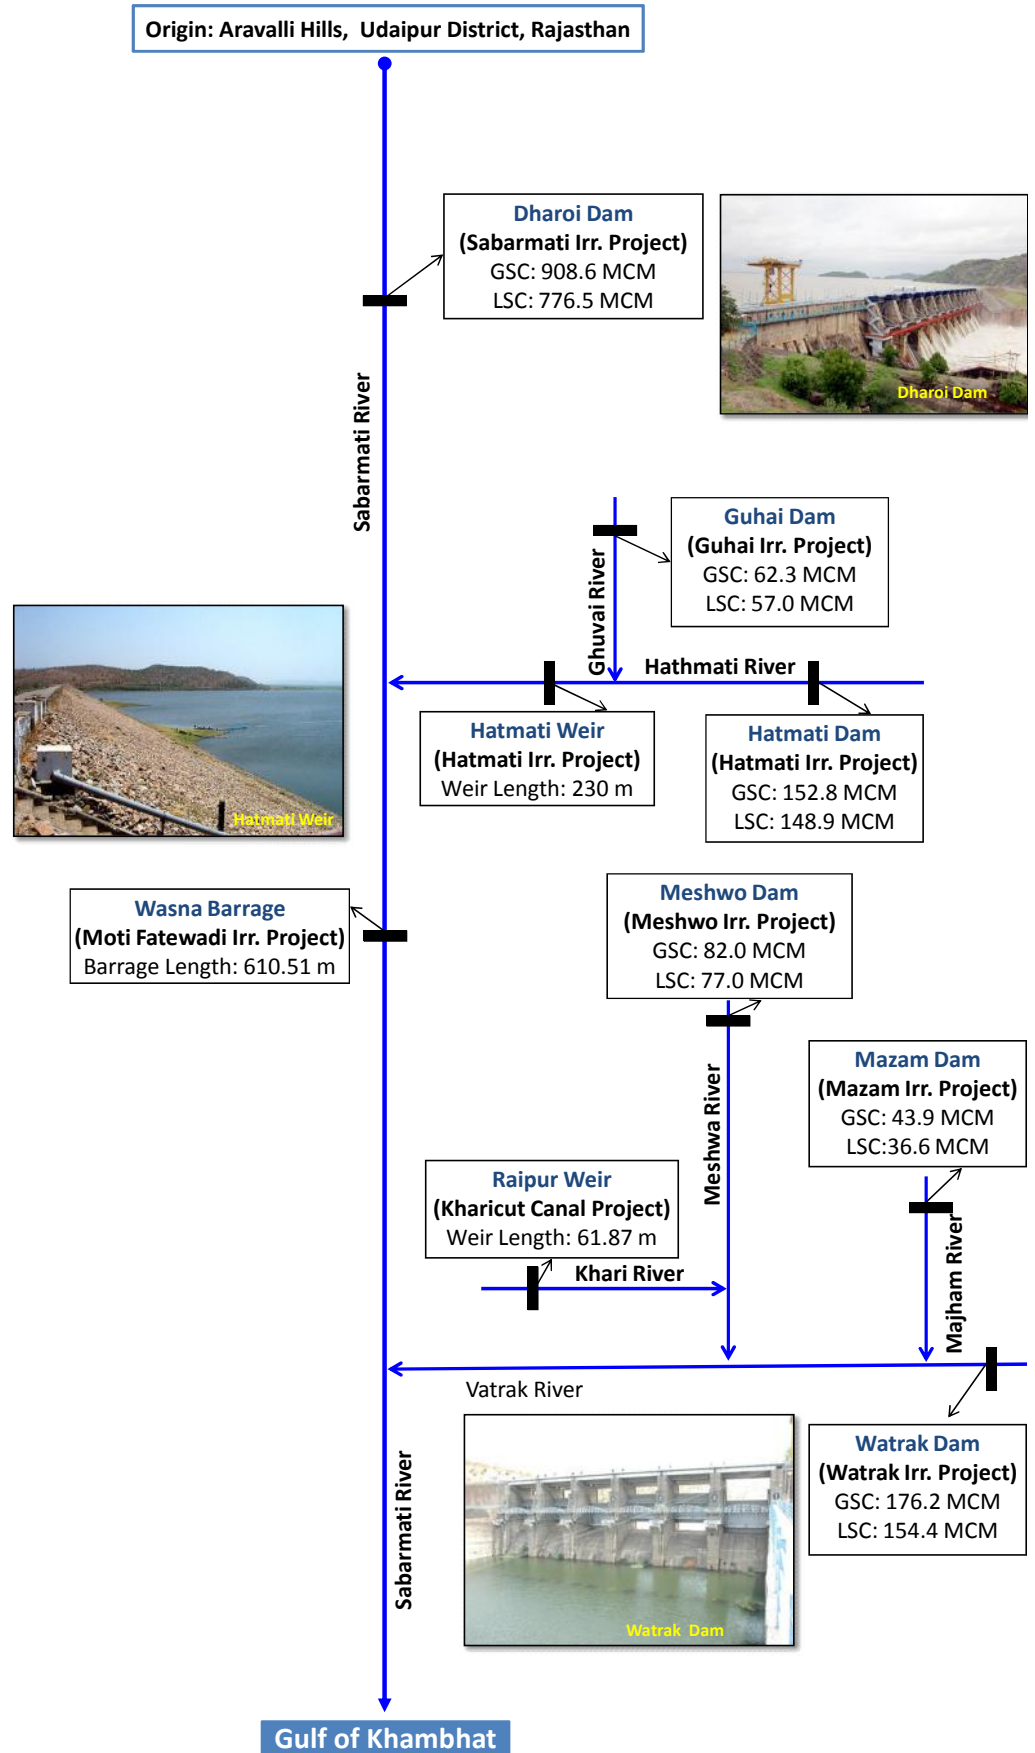 Origin: Aravalli Hills, Udaipur District, Rajasthan
Dharoi Dam
(Sabarmati Irr. Project)
GSC: 908.6 MCM
LSC: 776.5 MCM
Dharoi Dam
Sabarmati River
Guhai Dam
(Guhai Irr. Project)
GSC: 62.3 MCM
LSC: 57.0 MCM
Ghuvai River
Hathmati River
Hatmati Weir
(Hatmati Irr. Project)
Weir Length: 230 m
Hatmati Dam
(Hatmati Irr. Project)
GSC: 152.8 MCM
LSC: 148.9 MCM
Hatmati Weir
Wasna Barrage
(Moti Fatewadi Irr. Project)
Barrage Length: 610.51 m
Meshwo Dam
(Meshwo Irr. Project)
GSC: 82.0 MCM
LSC: 77.0 MCM
Meshwa River
Mazam Dam
(Mazam Irr. Project)
GSC: 43.9 MCM
LSC:36.6 MCM
Majham River
Raipur Weir
(Kharicut Canal Project)
Weir Length: 61.87 m
Khari River
Vatrak River
Watrak Dam
(Watrak Irr. Project)
GSC: 176.2 MCM
LSC: 154.4 MCM
Watrak Dam
Sabarmati River
Gulf of Khambhat